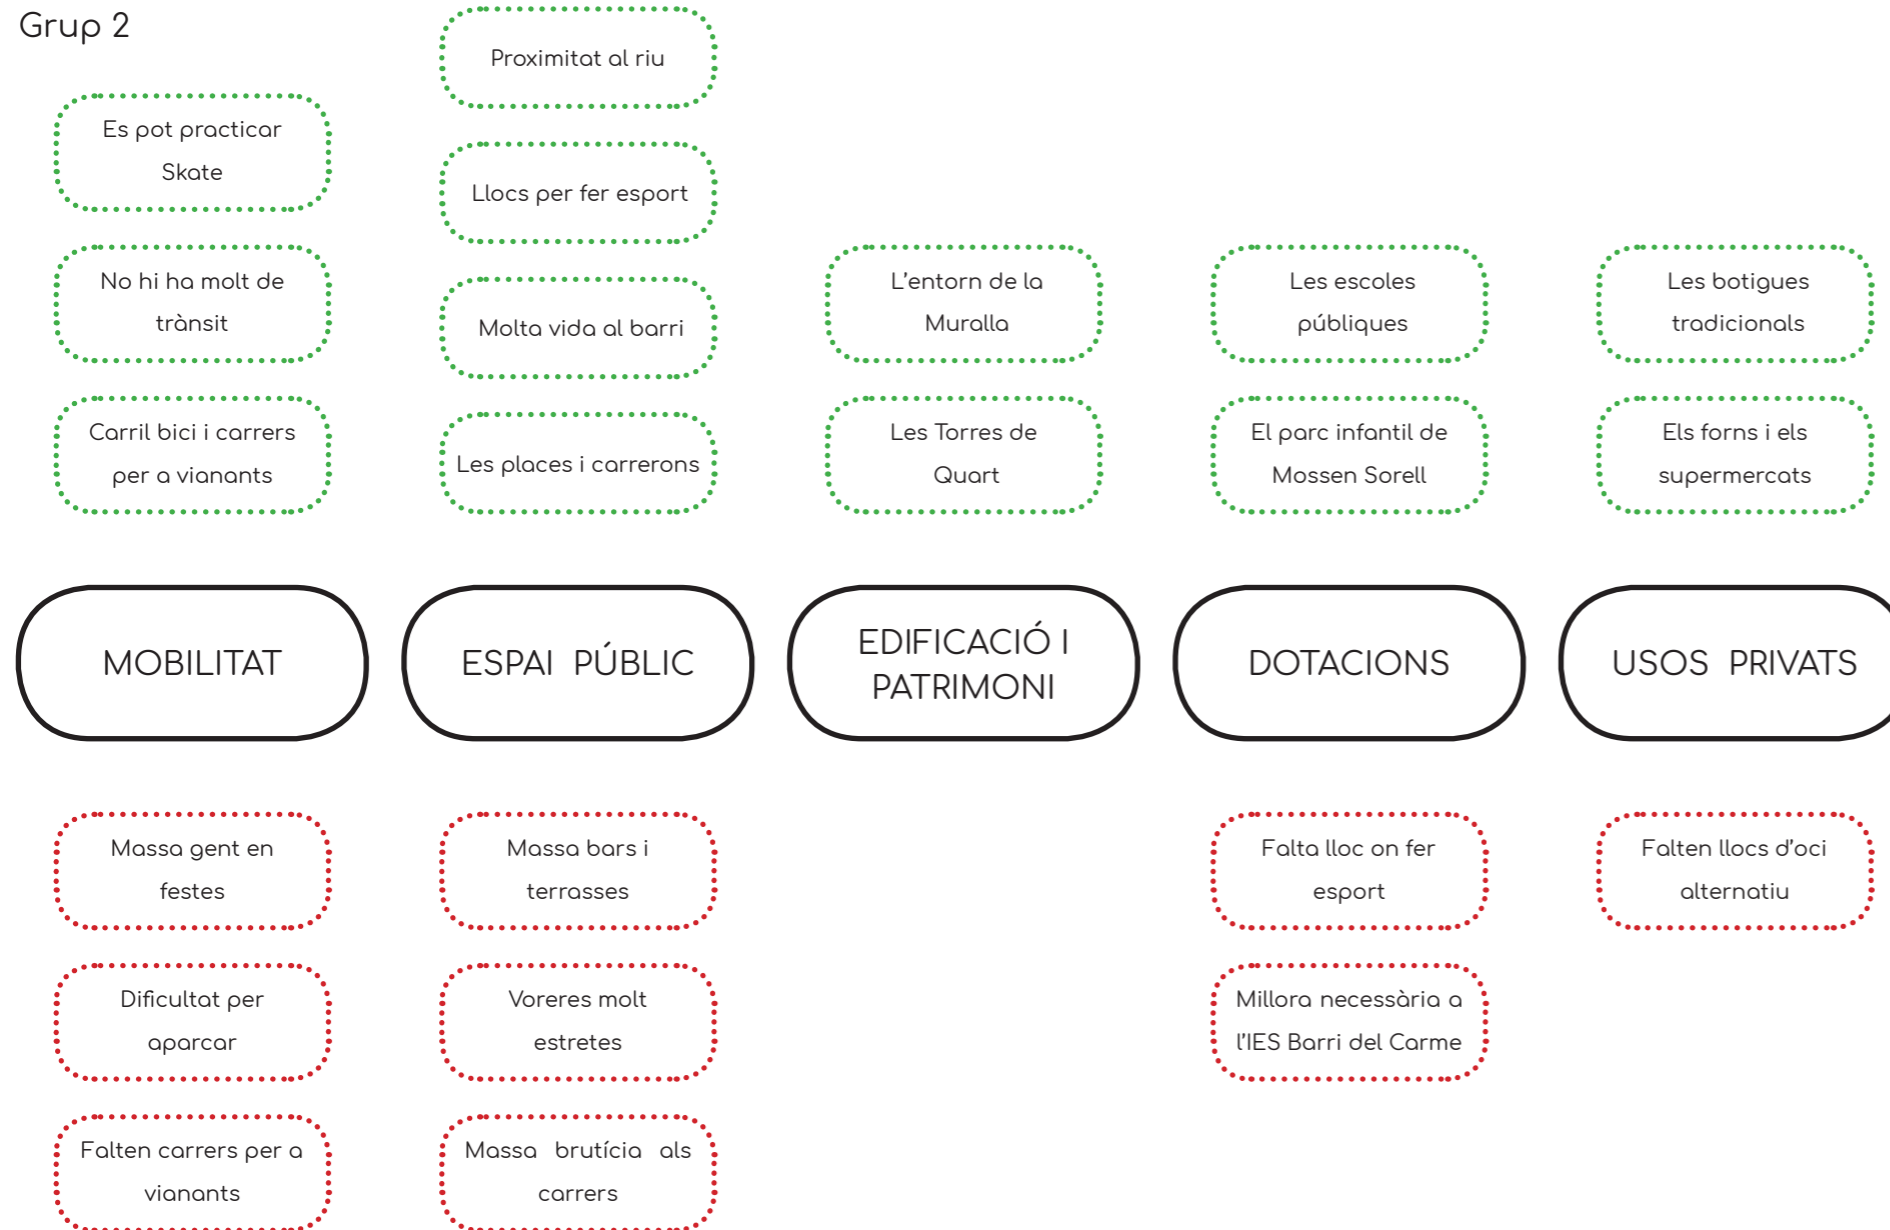 Grup 2
Es pot practicar
Skate
No hi ha molt de
trànsit
Carril bici i carrers
per a vianants
Proximitat al riu
Llocs per fer esport
Molta vida al barri
Les places i carrerons
L'entorn de la
Muralla
Les Torres de
Quart
Les escoles
públiques
El parc infantil de
Mossen Sorell
Les botigues
tradicionals
Els forns i els
supermercats
MOBILITAT
ESPAI PÚBLIC
EDIFICACIÓ I
PATRIMONI
DOTACIONS
USOS PRIVATS
Massa gent en
festes
Dificultat per
aparcar
Falten carrers per a
vianants
Massa bars i
terrasses
Voreres molt
estretes
Massa brutícia als
carrers
Falta lloc on fer
esport
Millora necessària a
l'IES Barri del Carme
Falten llocs d'oci
alternatiu